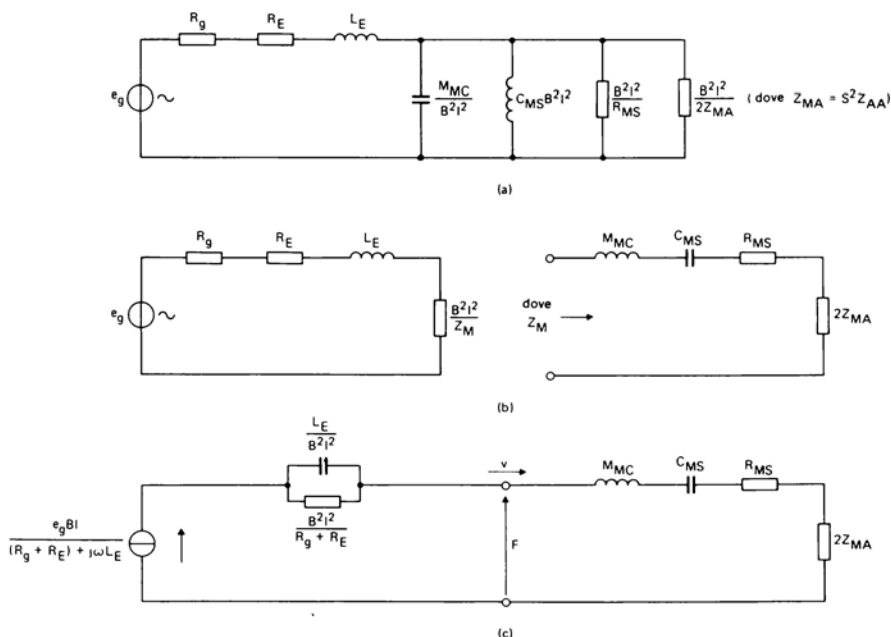 R_g R_E L_E
e_g
M_MC / B²l²
C_MS B²l²
B²l² / R_MS
B²l² / 2Z_MA
( dove Z_MA = S²Z_AA)
(a)
R_g R_E L_E
e_g
B²l² / Z_M
dove
Z_M
M_MC C_MS R_MS
2Z_MA
(b)
L_E / B²l²
B²l² / R_g + R_E
e_g Bl / (R_g + R_E) + jωL_E
v
F
M_MC C_MS R_MS
2Z_MA
(c)